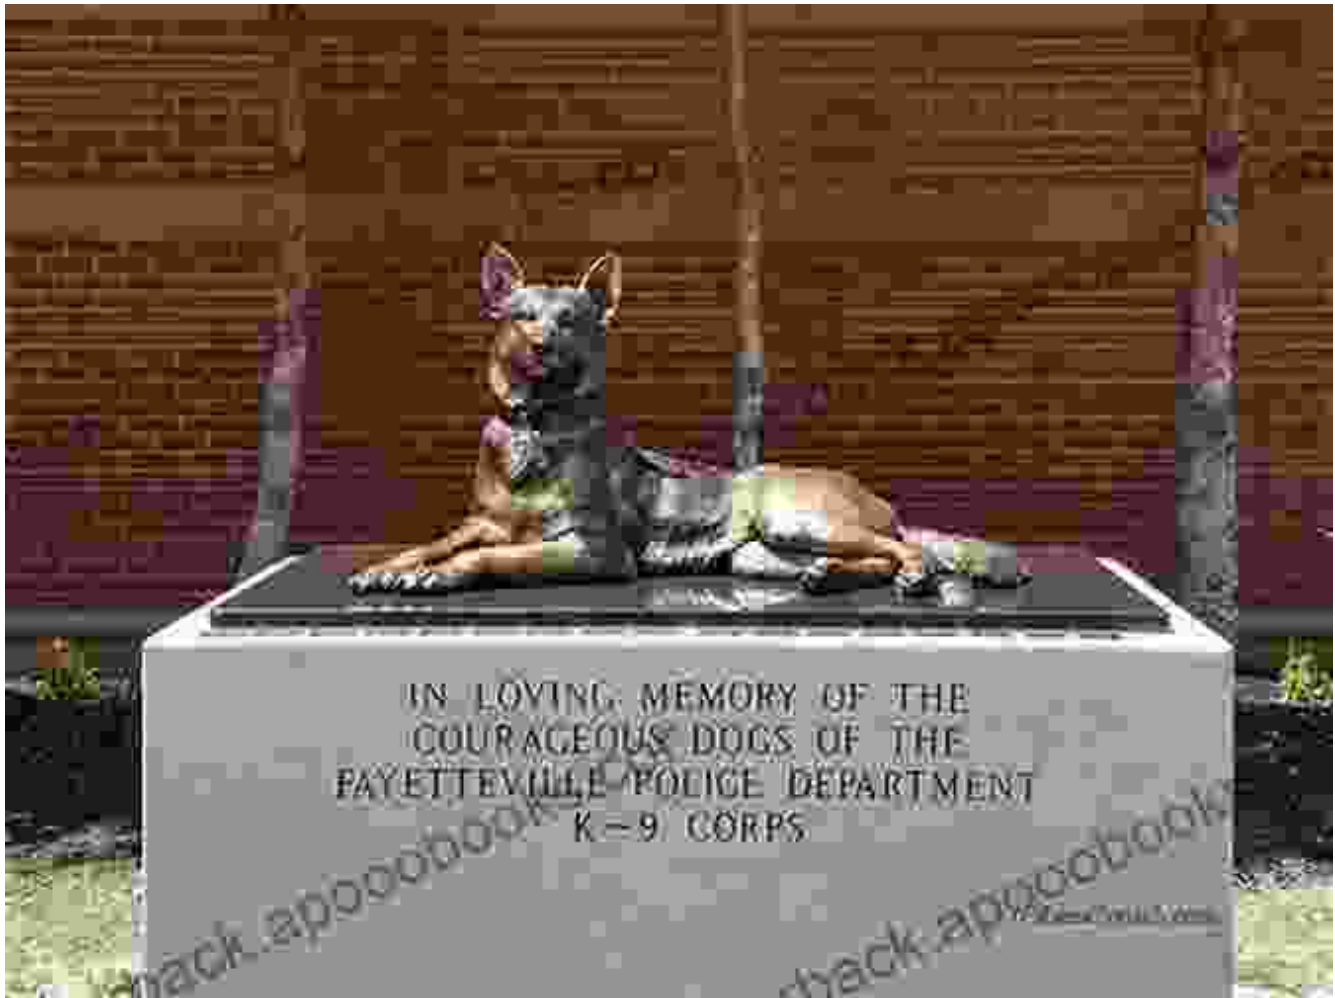 IN LOVING MEMORY OF THE
COURAGEOUS DOGS OF THE
FAYETTEVILLE POLICE DEPARTMENT
K-9 CORPS